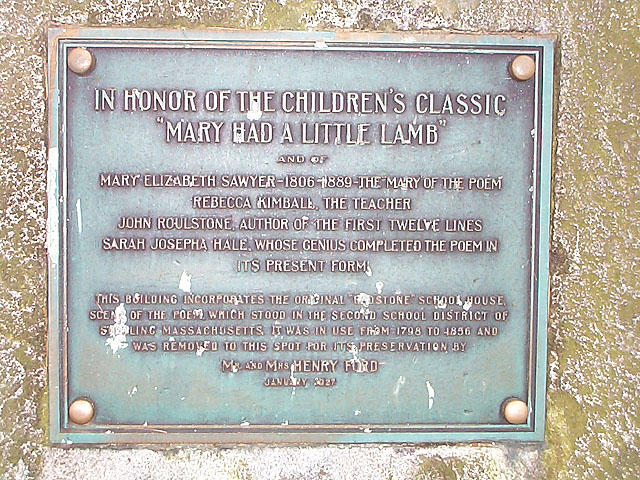 IN HONOR OF THE CHILDREN'S CLASSIC
"MARY HAD A LITTLE LAMB"
AND OF
MARY ELIZABETH SAWYER-1806-1889-THE "MARY" OF THE POEM
REBECCA KIMBALL, THE TEACHER
JOHN ROULSTONE, AUTHOR OF THE FIRST TWELVE LINES
SARAH JOSEPHA HALE, WHOSE GENIUS COMPLETED THE POEM IN
ITS PRESENT FORM
THIS BUILDING INCORPORATES THE ORIGINAL "REDSTONE" SCHOOL HOUSE,
SCENE OF THE POEM, WHICH STOOD IN THE SECOND SCHOOL DISTRICT OF
STERLING MASSACHUSETTS. IT WAS IN USE FROM 1798 TO 1856 AND
WAS REMOVED TO THIS SPOT FOR ITS PRESERVATION BY
MR. AND MRS. HENRY FORD
JANUARY, 1927